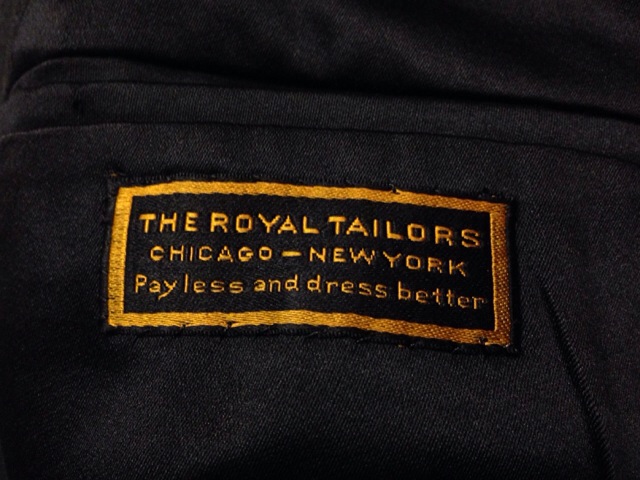 THE ROYAL TAILORS
CHICAGO — NEW YORK
Pay less and dress better